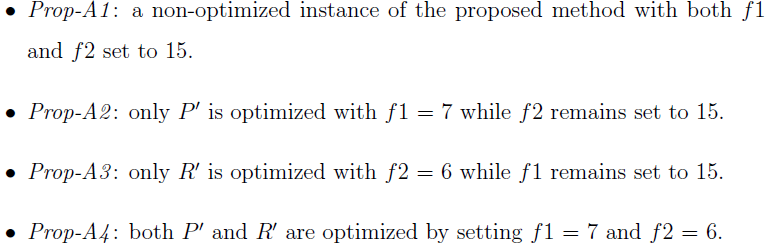 • Prop-A1: a non-optimized instance of the proposed method with both f1
and f2 set to 15.
• Prop-A2: only P′ is optimized with f1 = 7 while f2 remains set to 15.
• Prop-A3: only R′ is optimized with f2 = 6 while f1 remains set to 15.
• Prop-A4: both P′ and R′ are optimized by setting f1 = 7 and f2 = 6.